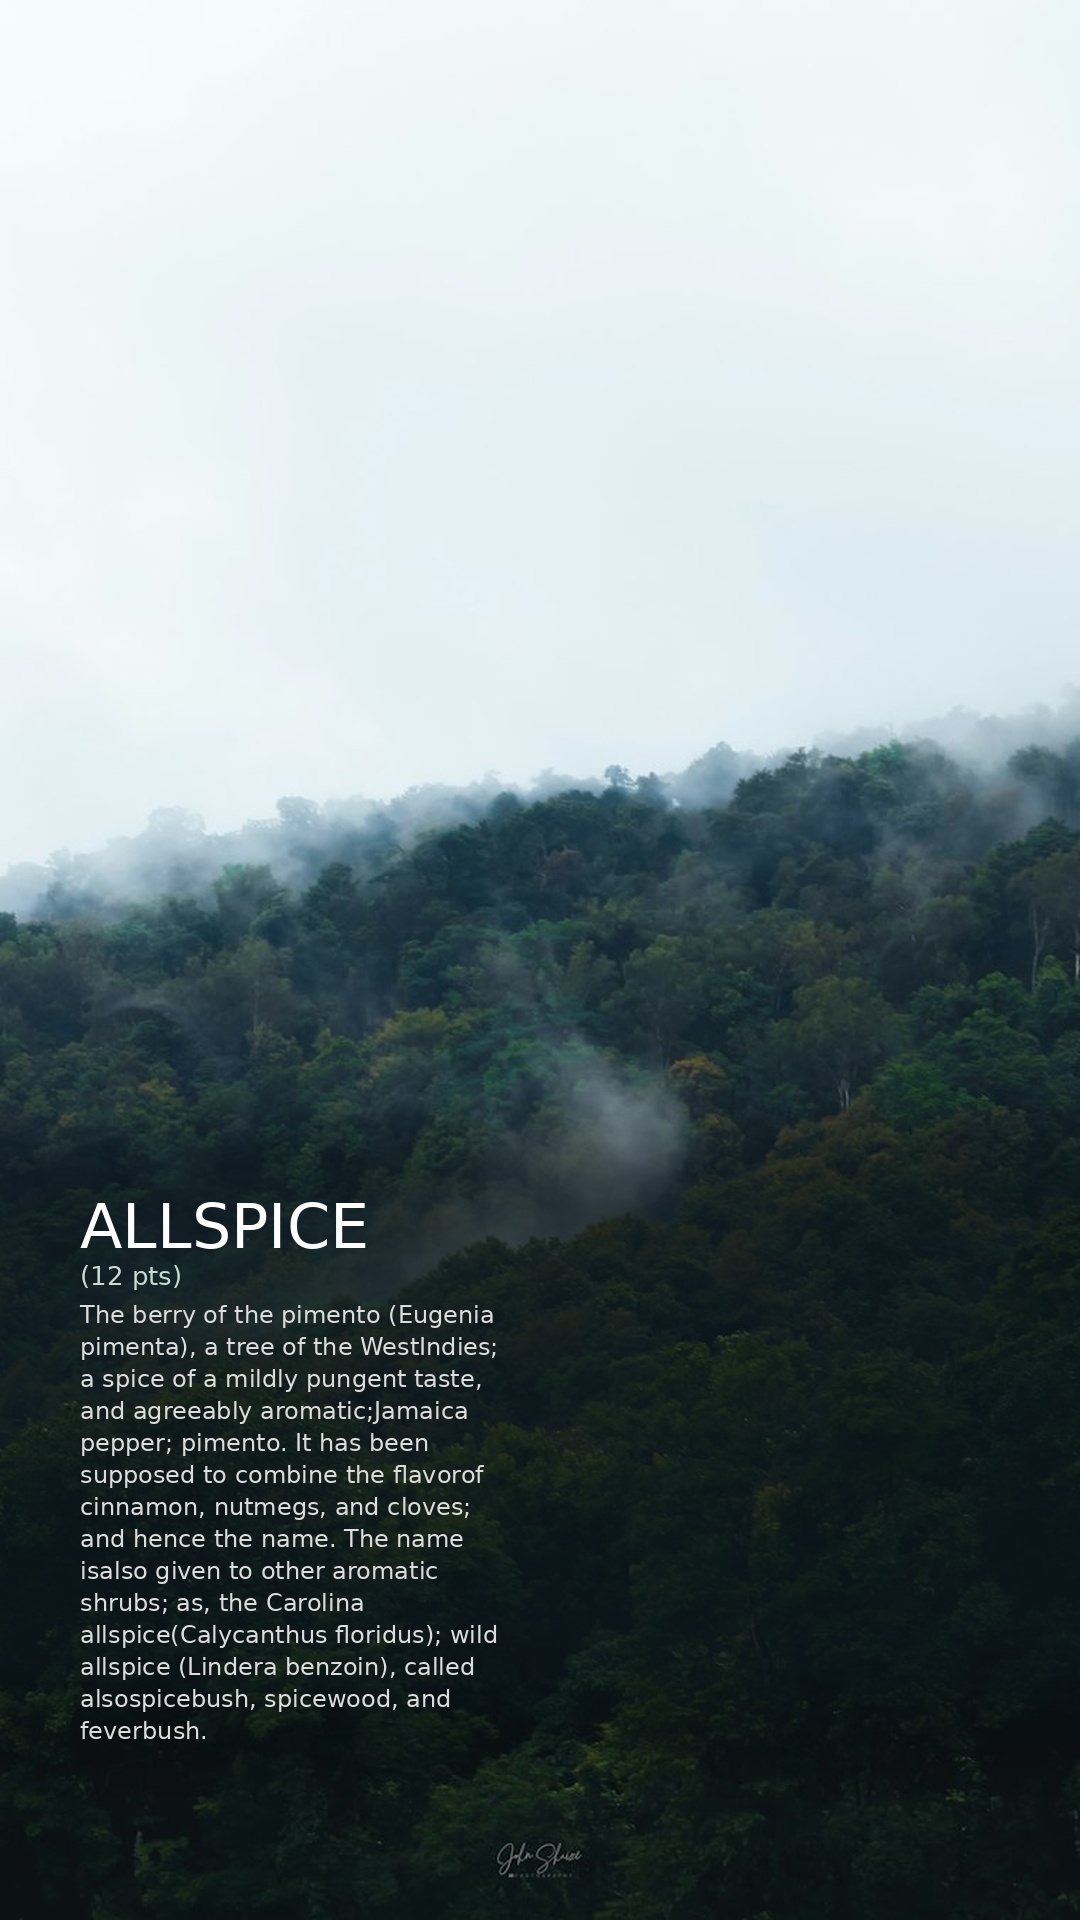 ALLSPICE
(12 pts)
The berry of the pimento (Eugenia
pimenta), a tree of the WestIndies;
a spice of a mildly pungent taste,
and agreeably aromatic;Jamaica
pepper; pimento. It has been
supposed to combine the flavorof
cinnamon, nutmegs, and cloves;
and hence the name. The name
isalso given to other aromatic
shrubs; as, the Carolina
allspice(Calycanthus floridus); wild
allspice (Lindera benzoin), called
alsospicebush, spicewood, and
feverbush.
John
PHOTOGRAPHY